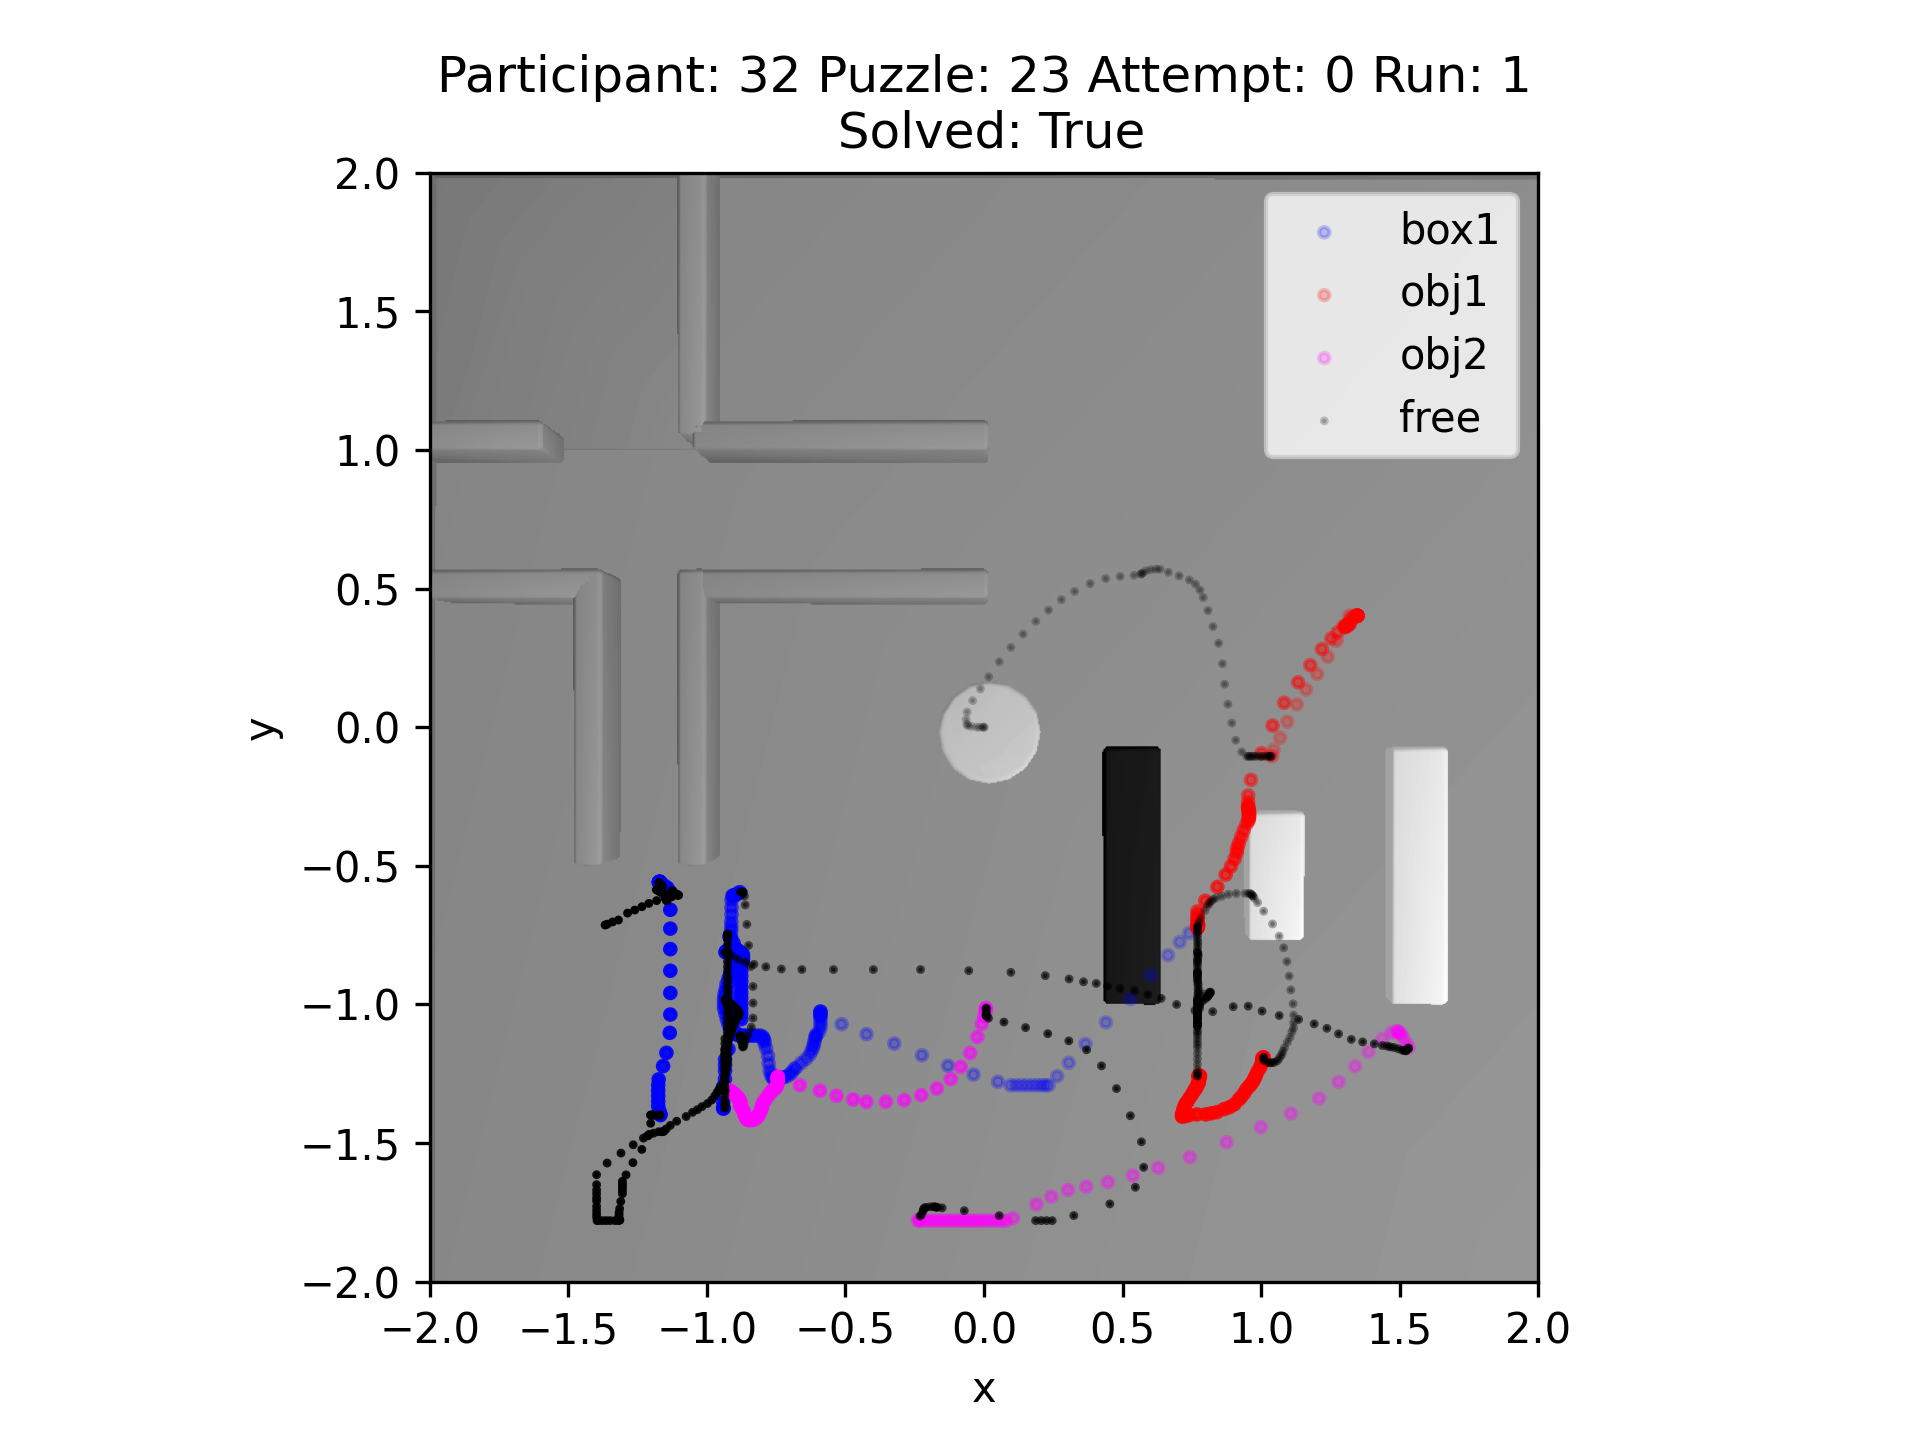 Participant: 32 Puzzle: 23 Attempt: 0 Run: 1
Solved: True
2.0
1.5
1.0
0.5
0.0
−0.5
−1.0
−1.5
−2.0
y
box1
obj1
obj2
free
−2.0 −1.5 −1.0 −0.5 0.0 0.5 1.0 1.5 2.0
x